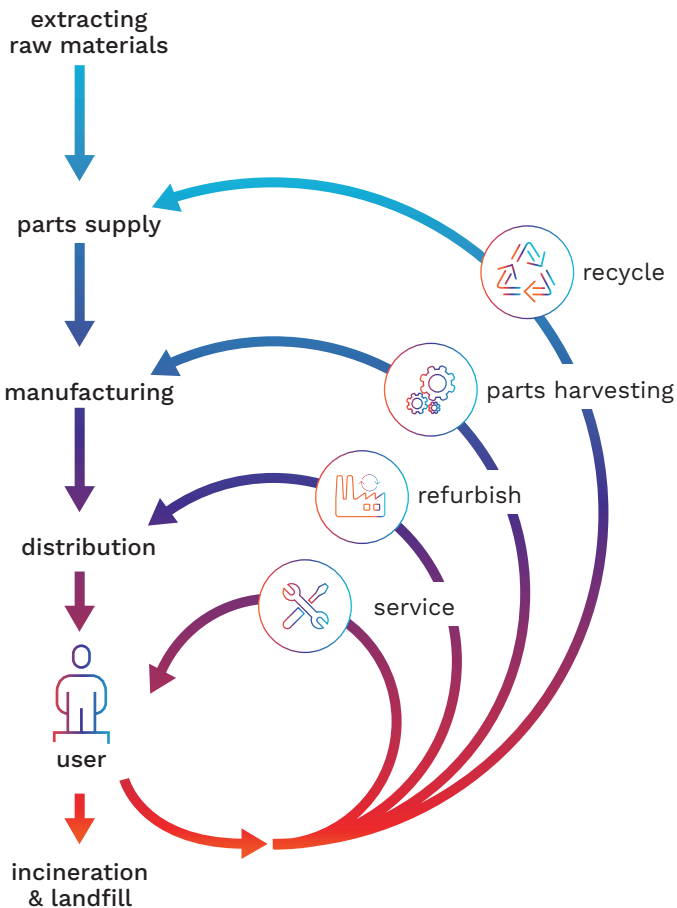 extracting
raw materials
parts supply
recycle
manufacturing
parts harvesting
refurbish
distribution
service
user
incineration
& landfill